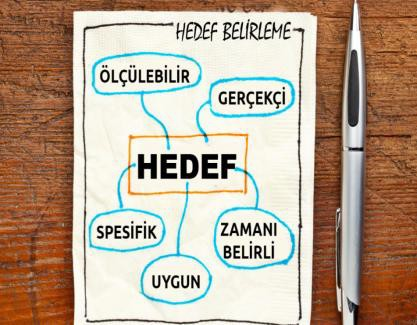 HEDEF BELİRLEME
ÖLÇÜLEBİLİR
GERÇEKÇİ
HEDEF
SPESİFİK
ZAMANI
BELİRLİ
UYGUN